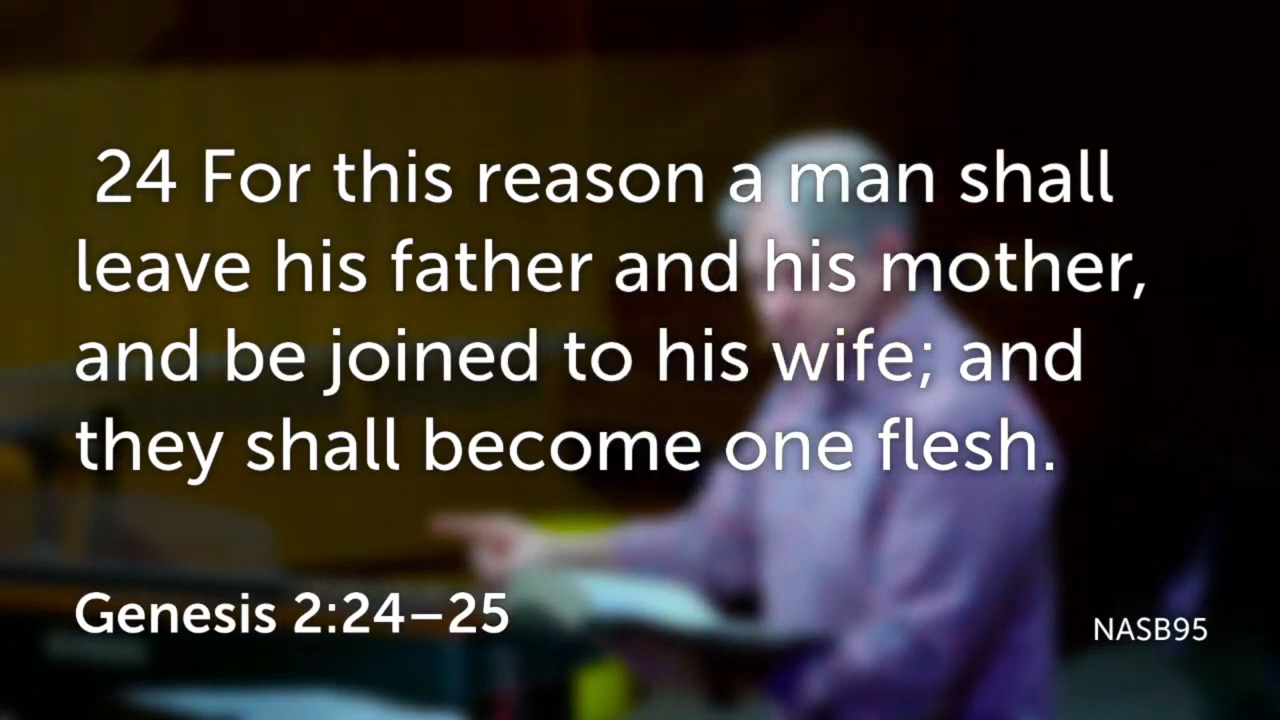 24 For this reason a man shall
leave his father and his mother,
and be joined to his wife; and
they shall become one flesh.
Genesis 2:24–25
NASB95